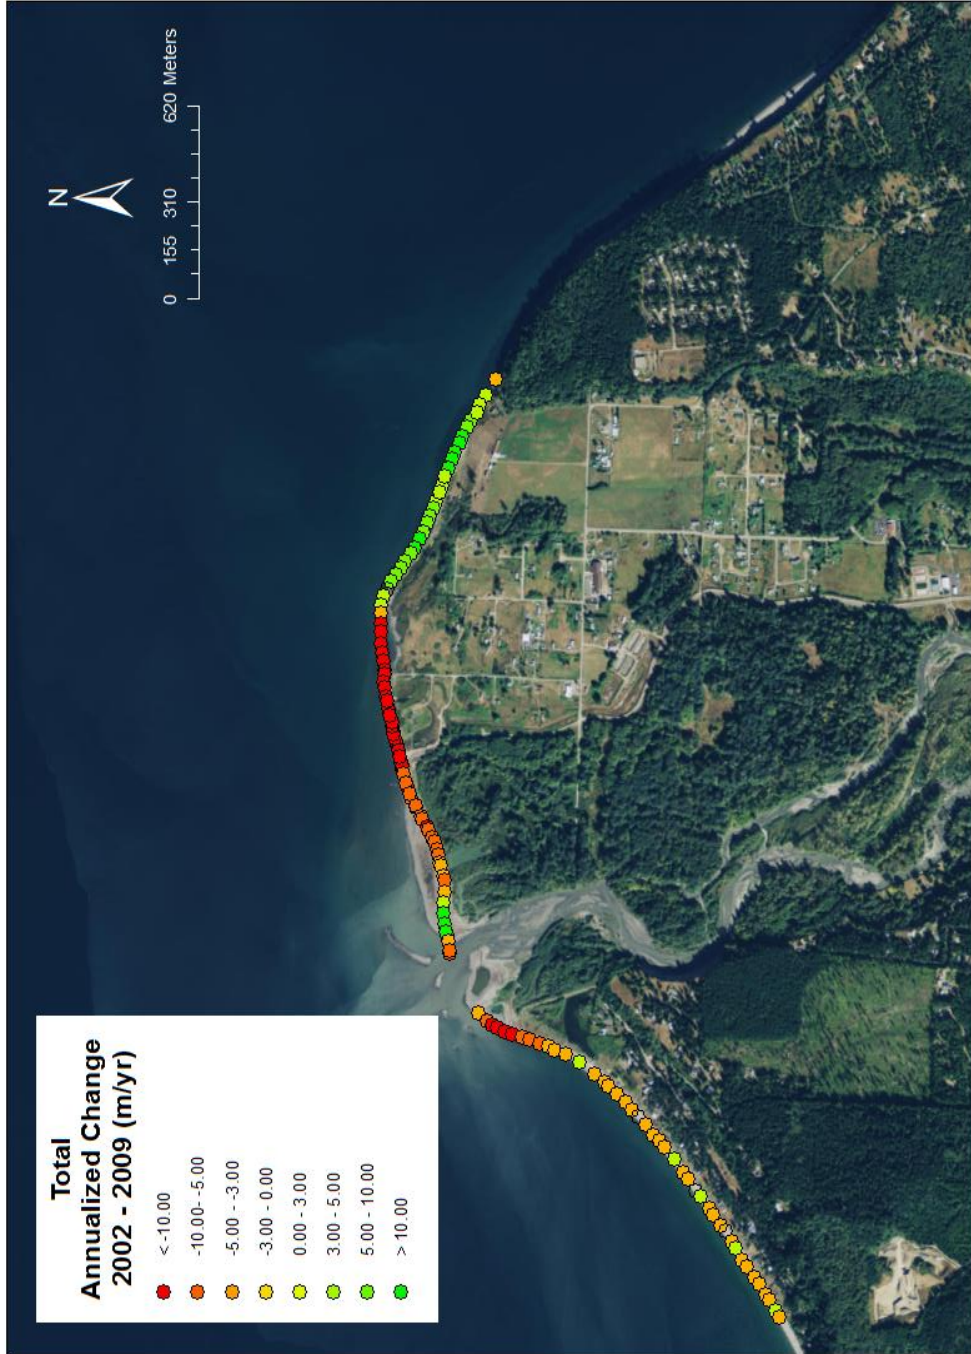 Total
Annualized Change
2002 - 2009 (m/yr)
< -10.00
-10.00- -5.00
-5.00 - -3.00
-3.00 - 0.00
0.00 - 3.00
3.00 - 5.00
5.00 - 10.00
> 10.00
N
0 155 310 620 Meters